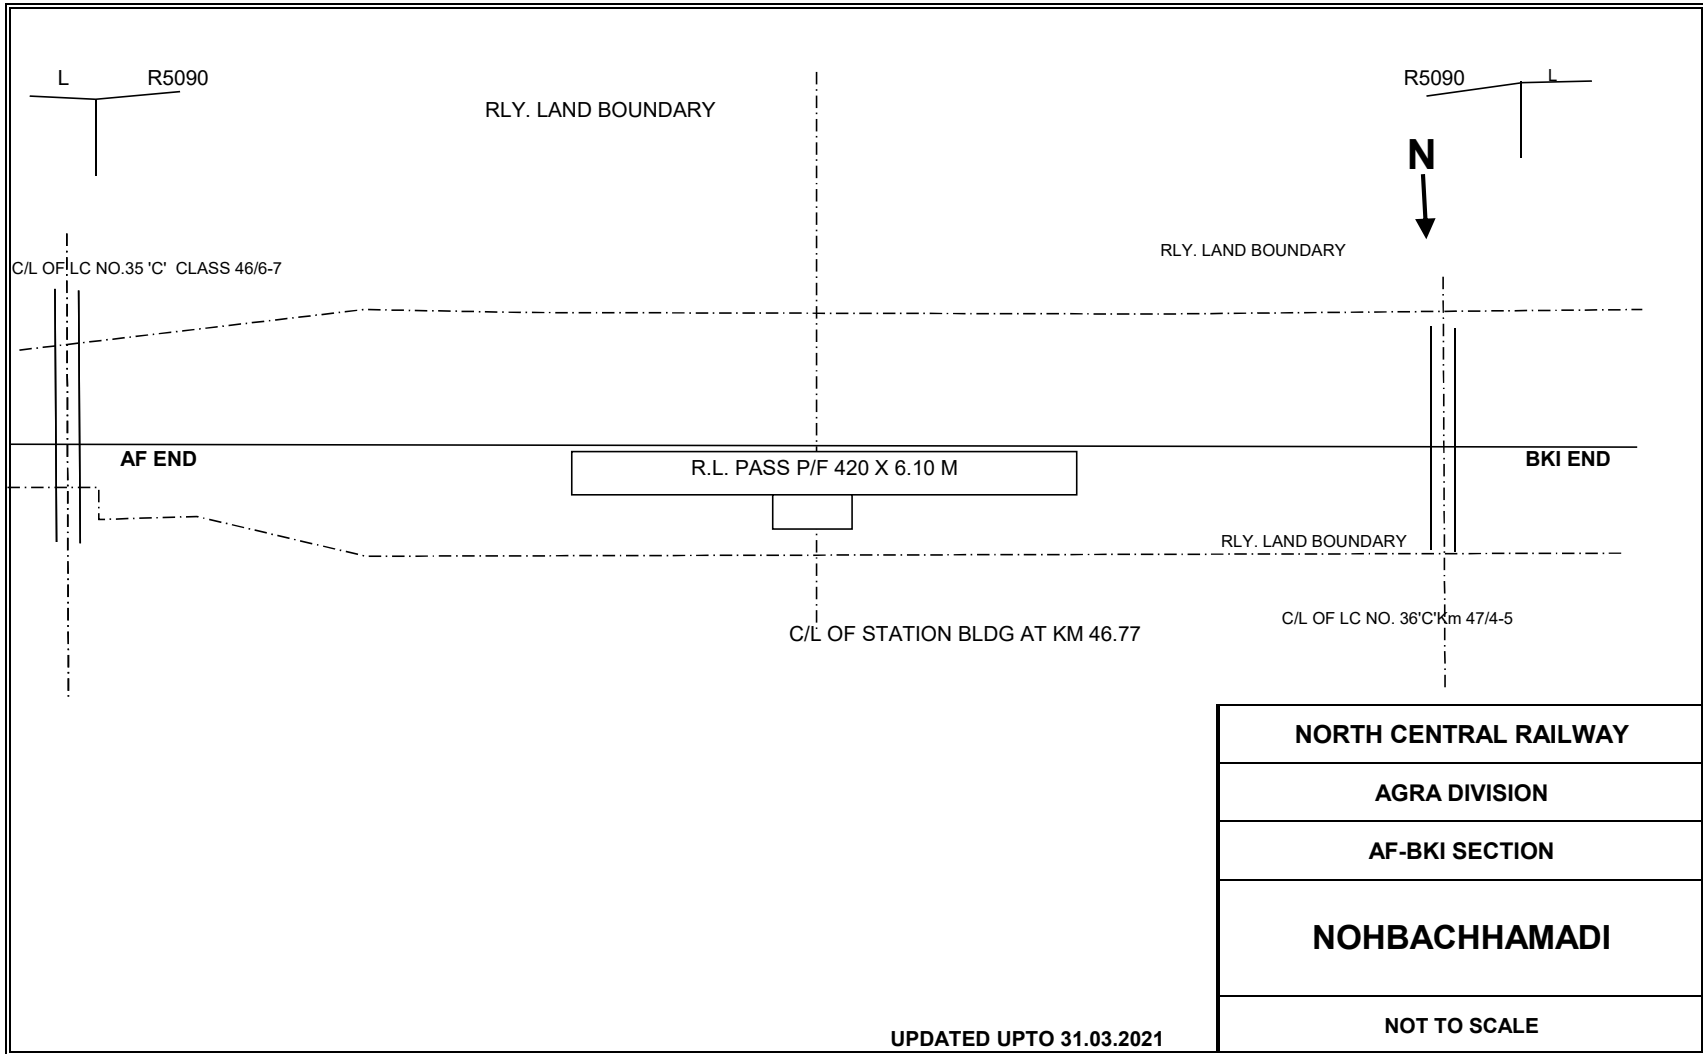 L R5090
R5090 L
RLY. LAND BOUNDARY
N
RLY. LAND BOUNDARY
C/L OF LC NO.35 'C' CLASS 46/6-7
AF END
R.L. PASS P/F 420 X 6.10 M
BKI END
RLY. LAND BOUNDARY
C/L OF STATION BLDG AT KM 46.77
C/L OF LC NO. 36'C'Km 47/4-5
NORTH CENTRAL RAILWAY
AGRA DIVISION
AF-BKI SECTION
NOHBACHHAMADI
NOT TO SCALE
UPDATED UPTO 31.03.2021